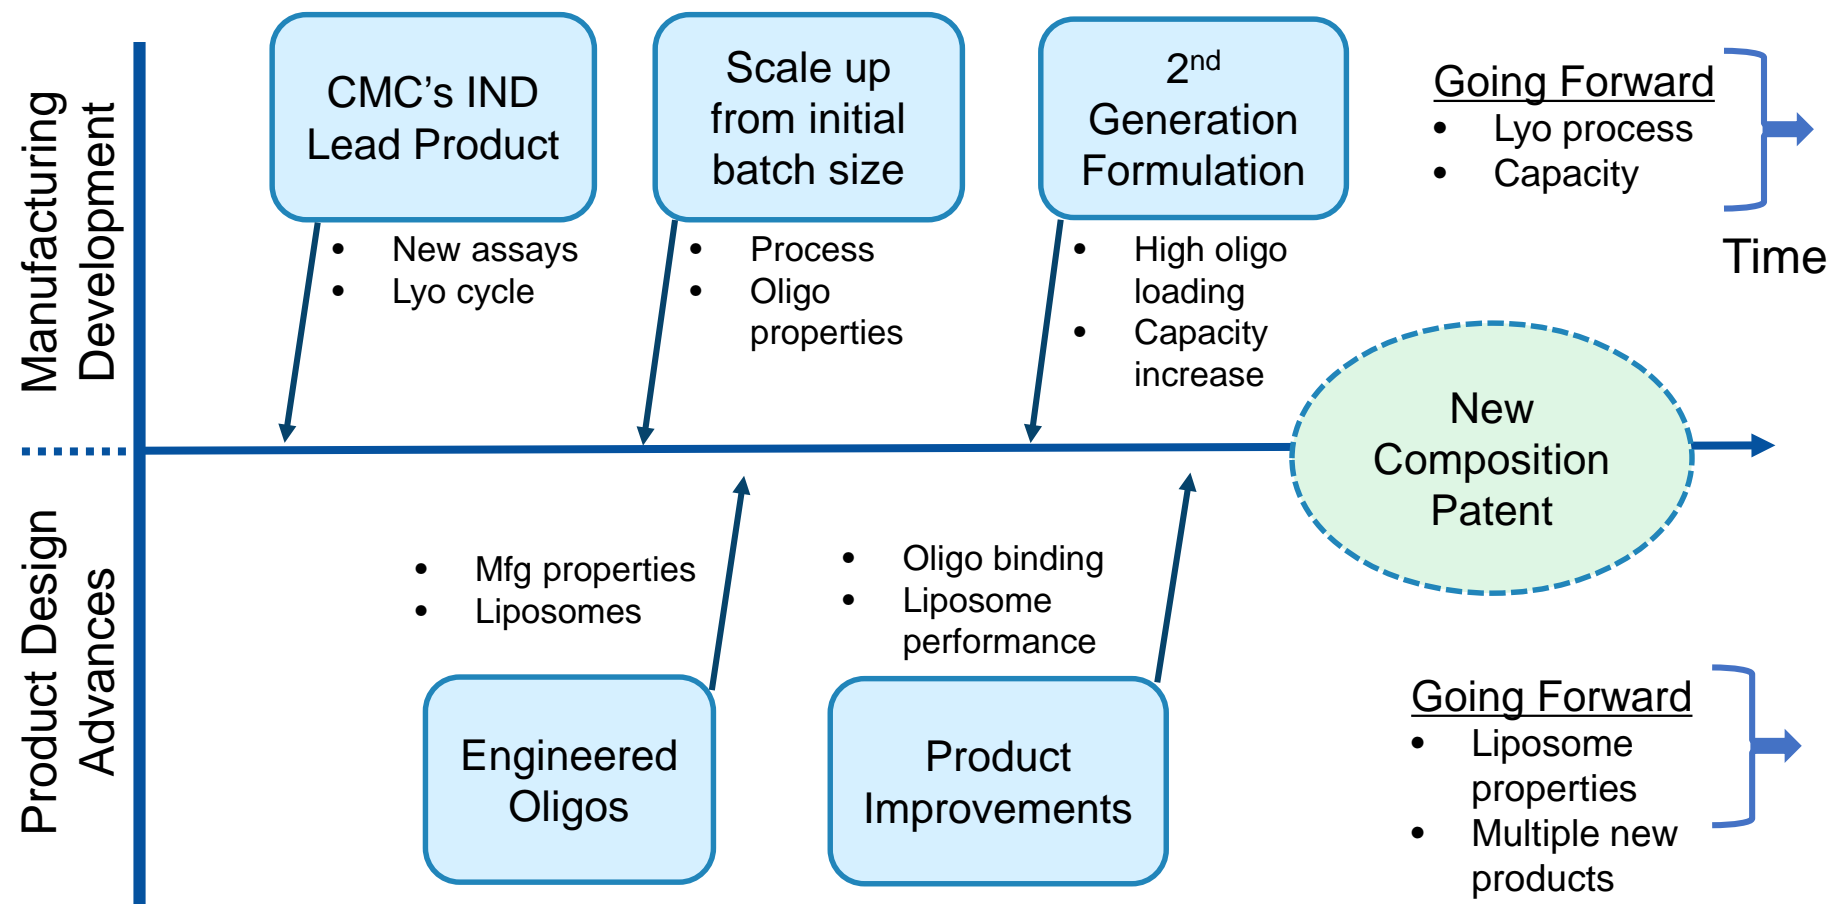 Manufacturing
Development
CMC’s IND
Lead Product
• New assays
• Lyo cycle
Scale up
from initial
batch size
• Process
• Oligo
properties
2nd
Generation
Formulation
• High oligo
loading
• Capacity
increase
Going Forward
• Lyo process
• Capacity
Time
New
Composition
Patent
Product Design
Advances
• Mfg properties
• Liposomes
Engineered
Oligos
• Oligo binding
• Liposome
performance
Product
Improvements
Going Forward
• Liposome
properties
• Multiple new
products